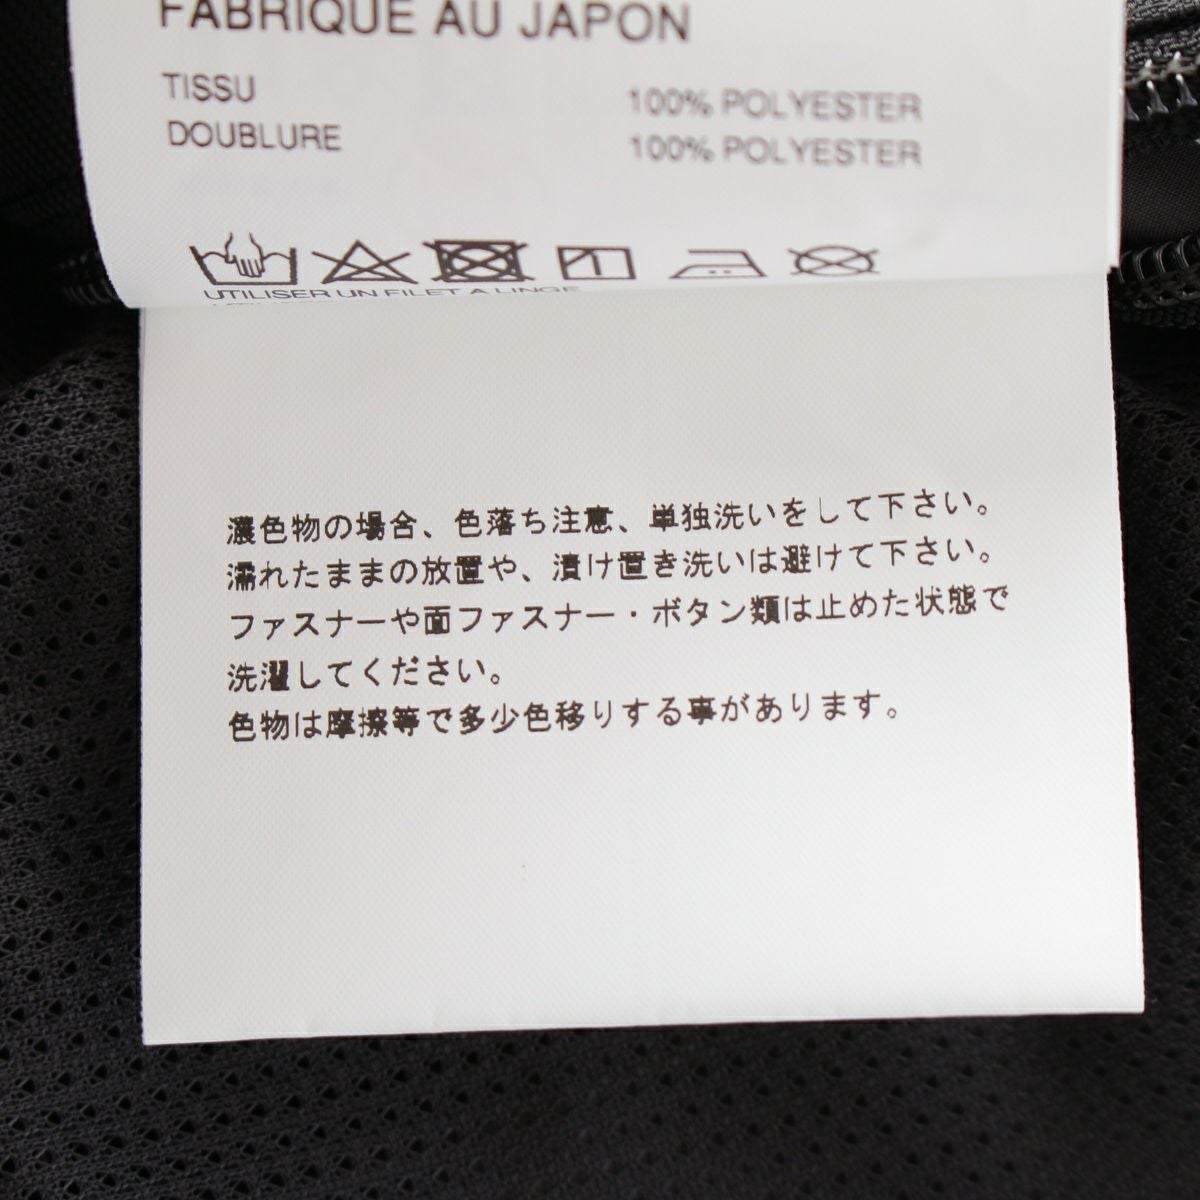 FABRIQUÉ AU JAPON
TISSU 100% POLYESTER
DOUBLURE 100% POLYESTER
UTILISER UN FILET A LINGE
濃色物の場合、色落ち注意、単独洗いをして下さい。
濡れたままの放置や、漬け置き洗いは避けて下さい。
ファスナーや面ファスナー・ボタン類は止めた状態で
洗濯してください。
色物は摩擦等で多少色移りする事があります。